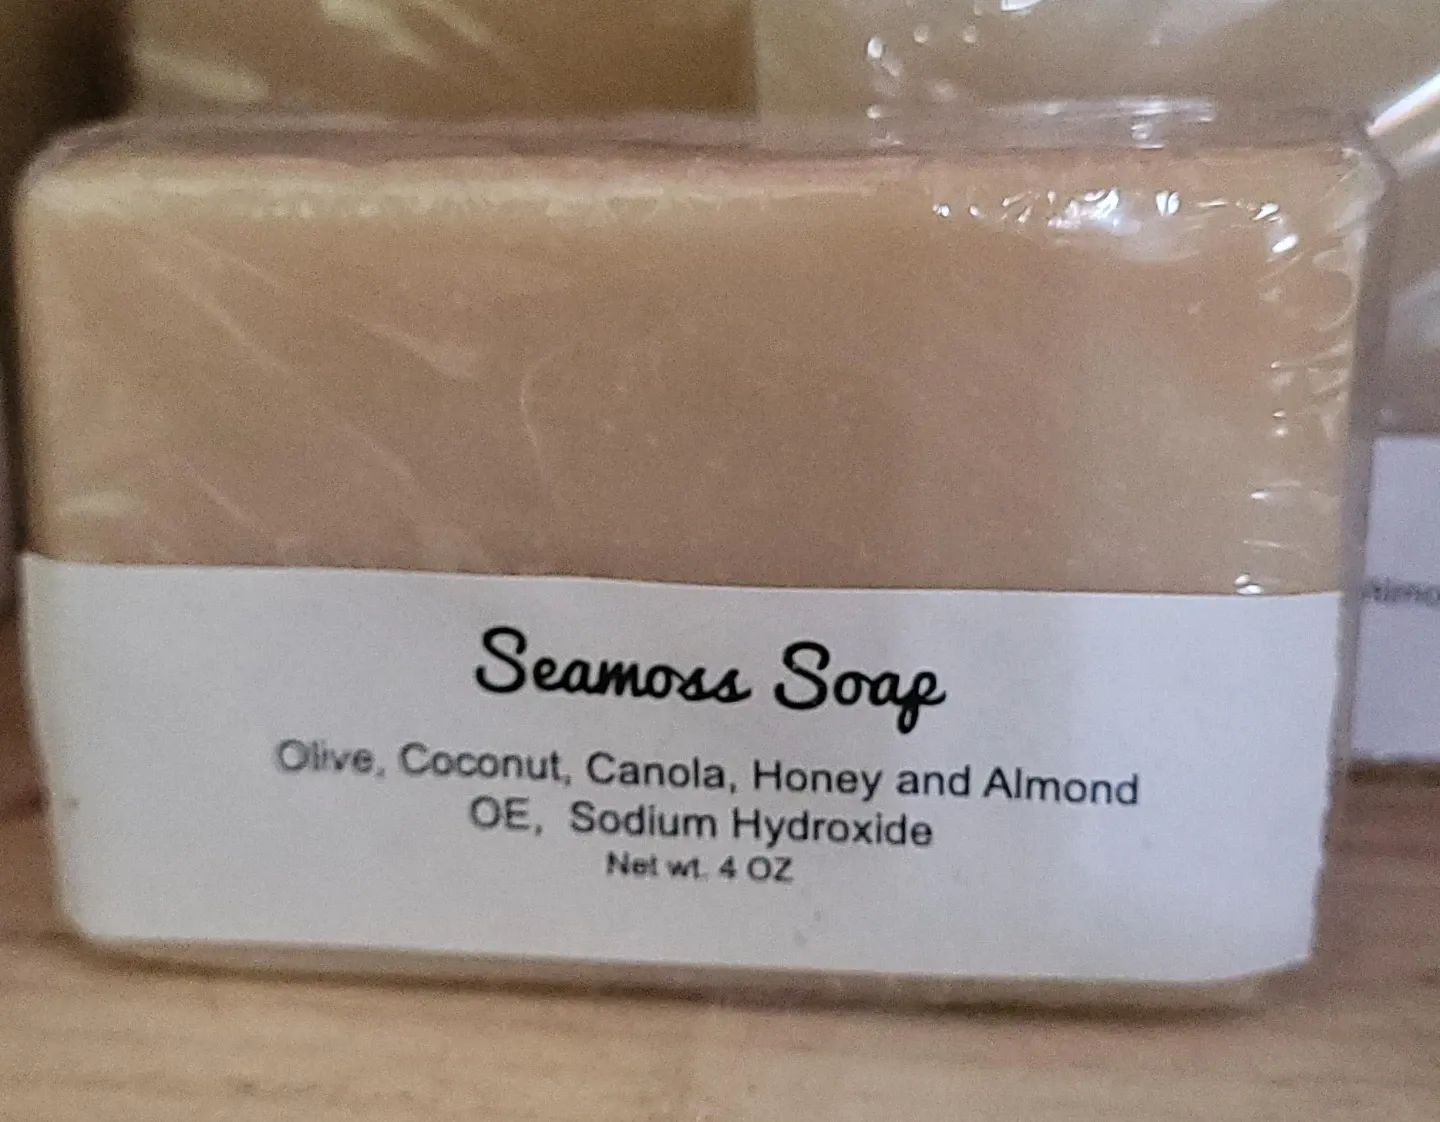 Seamoss Soap
Olive, Coconut, Canola, Honey and Almond
OE, Sodium Hydroxide
Net wt. 4 OZ